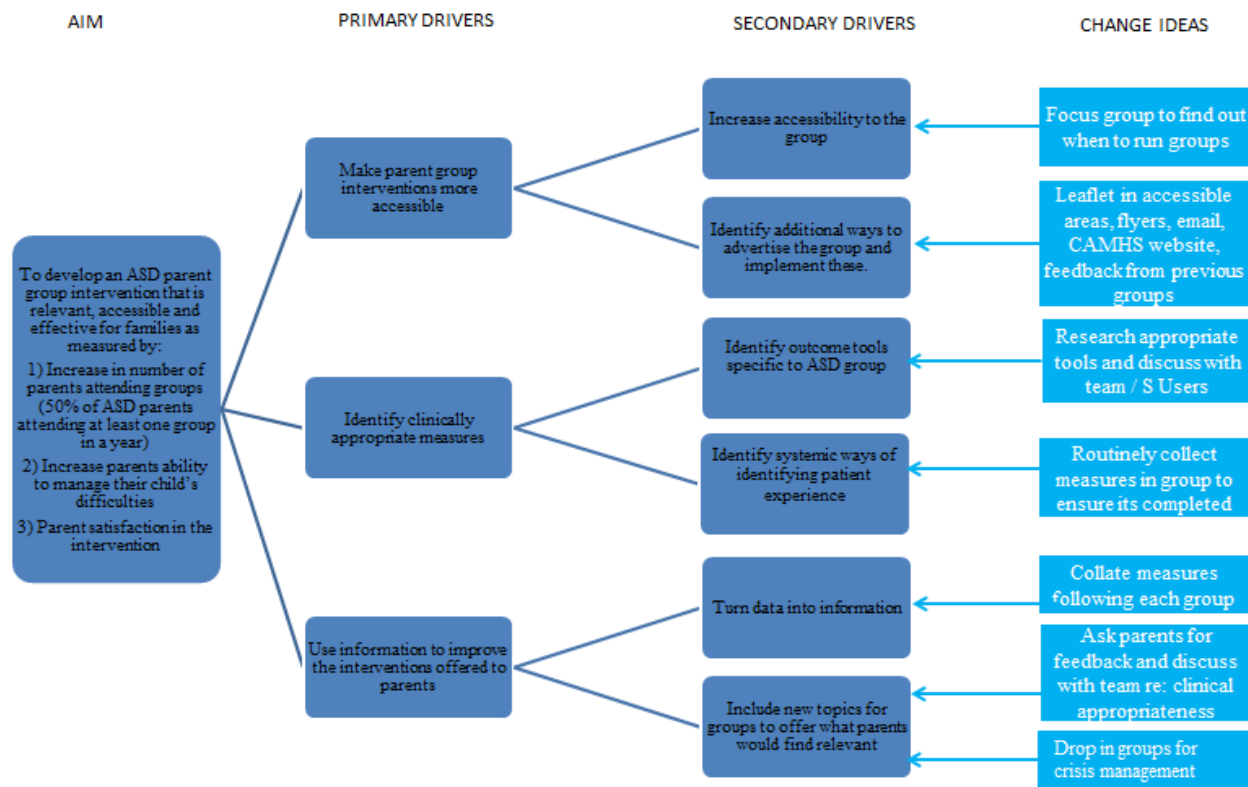 AIM
PRIMARY DRIVERS
SECONDARY DRIVERS
CHANGE IDEAS
To develop an ASD parent
group intervention that is
relevant, accessible and
effective for families as
measured by:
1) Increase in number of
parents attending groups
(50% of ASD parents
attending at least one group
in a year)
2) Increase parents ability
to manage their child's
difficulties
3) Parent satisfaction in the
intervention
Make parent group
interventions more
accessible
Identify clinically
appropriate measures
Use information to improve
the interventions offered to
parents
Increase accessibility to the
group
Identify additional ways to
advertise the group and
implement these.
Identify outcome tools
specific to ASD group
Identify systemic ways of
identifying patient
experience
Turn data into information
Include new topics for
groups to offer what parents
would find relevant
Focus group to find out
when to run groups
Leaflet in accessible
areas, flyers, email,
CAMHS website,
feedback from previous
groups
Research appropriate
tools and discuss with
team / S Users
Routinely collect
measures in group to
ensure its completed
Collate measures
following each group
Ask parents for
feedback and discuss
with team re: clinical
appropriateness
Drop in groups for
crisis management